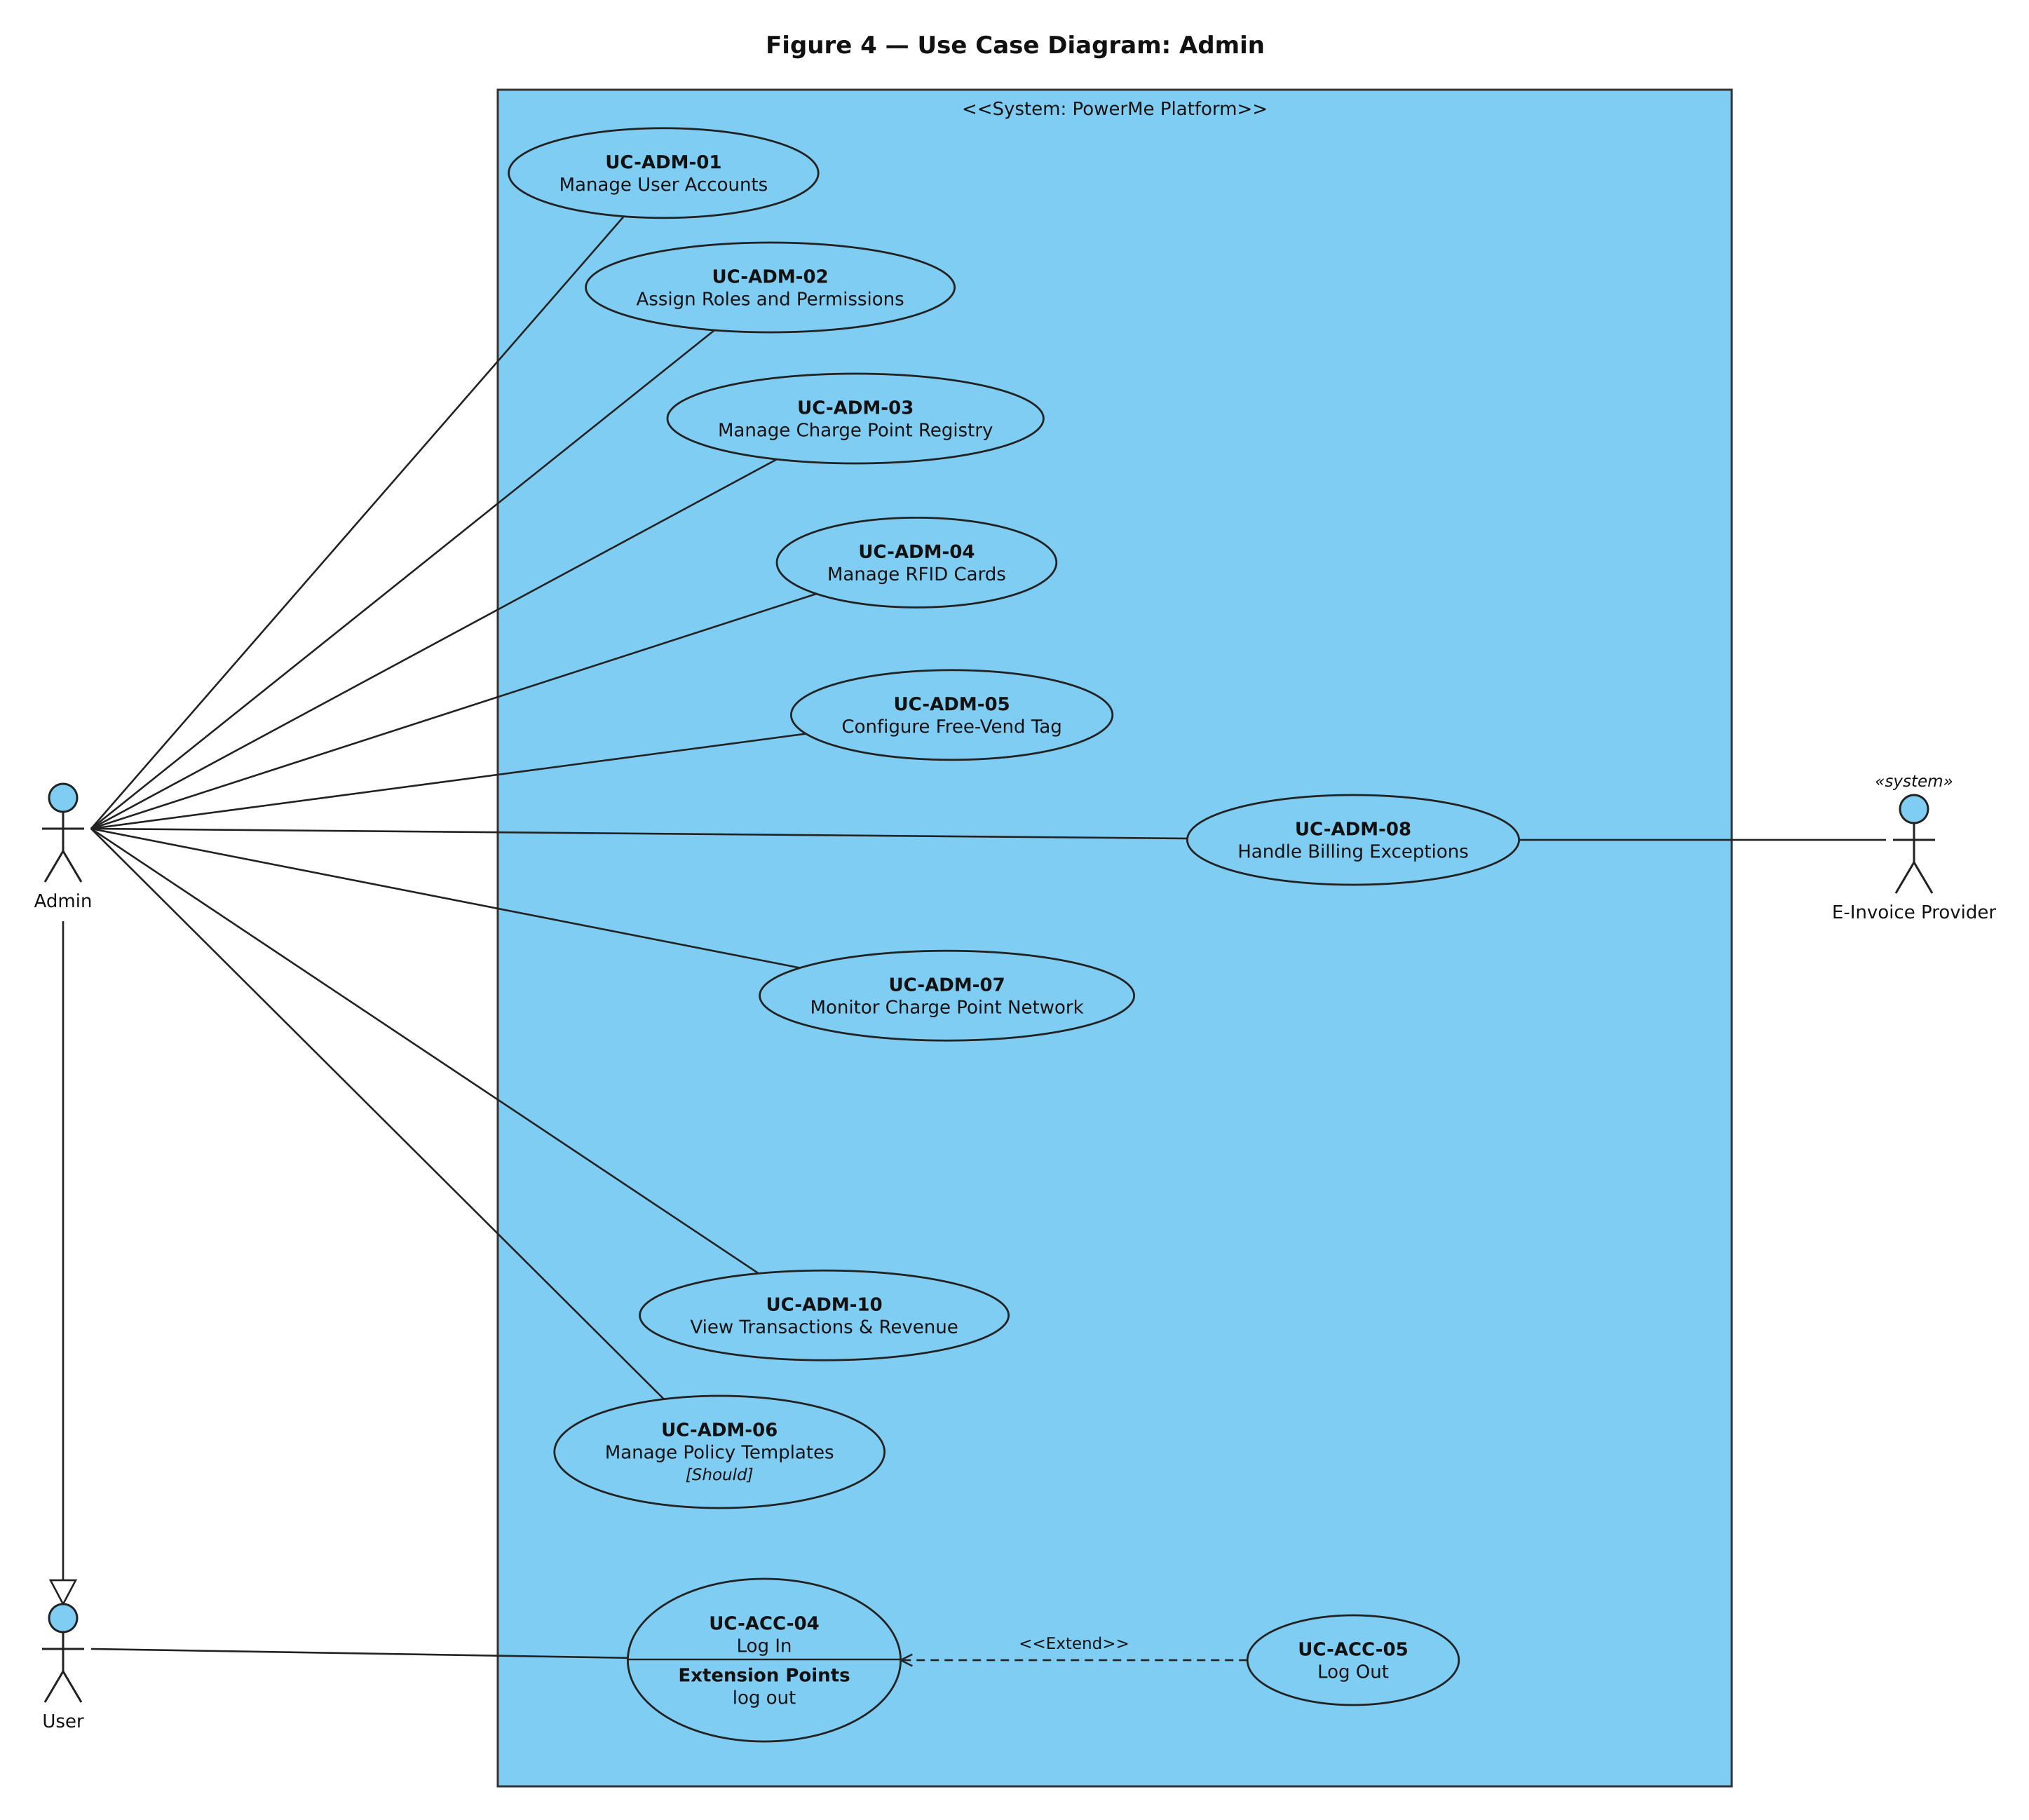 Figure 4 — Use Case Diagram: Admin
<<System: PowerMe Platform>>
UC-ADM-01
Manage User Accounts
UC-ADM-02
Assign Roles and Permissions
UC-ADM-03
Manage Charge Point Registry
UC-ADM-04
Manage RFID Cards
UC-ADM-05
Configure Free-Vend Tag
Admin
UC-ADM-08
Handle Billing Exceptions
«system»
E-Invoice Provider
UC-ADM-07
Monitor Charge Point Network
UC-ADM-10
View Transactions & Revenue
UC-ADM-06
Manage Policy Templates
[Should]
User
UC-ACC-04
Log In
Extension Points
log out
<<Extend>>
UC-ACC-05
Log Out